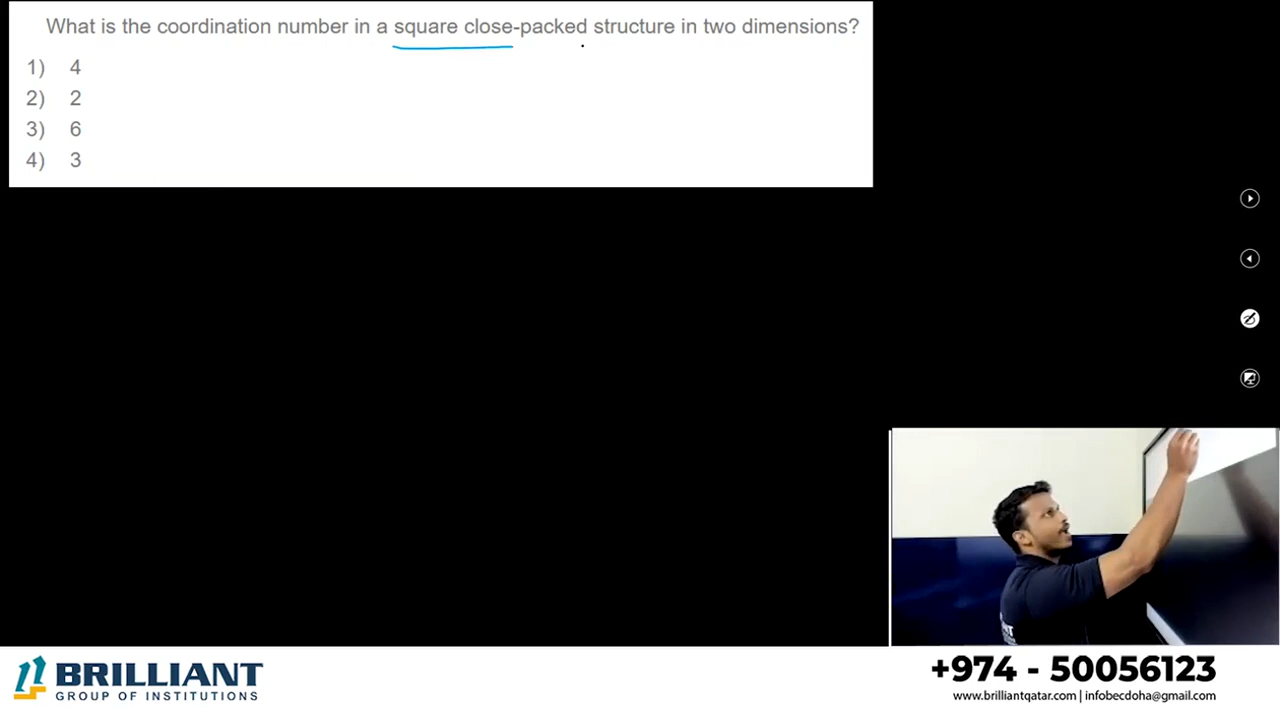 What is the coordination number in a square close-packed structure in two dimensions?
1) 4
2) 2
3) 6
4) 3
BRILLIANT
GROUP OF INSTITUTIONS
+974 - 50056123
www.brilliantqatar.com | infobecdoha@gmail.com